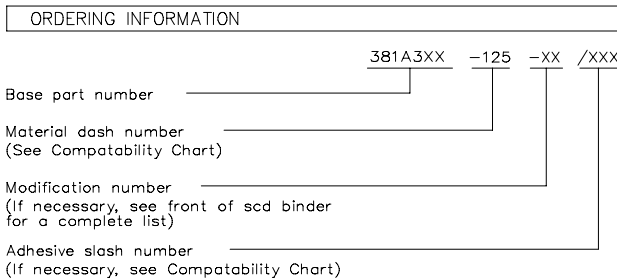 ORDERING INFORMATION
381A3XX -125 -XX /XXX
Base part number
Material dash number
(See Compatability Chart)
Modification number
(If necessary, see front of scd binder
for a complete list)
Adhesive slash number
(If necessary, see Compatability Chart)